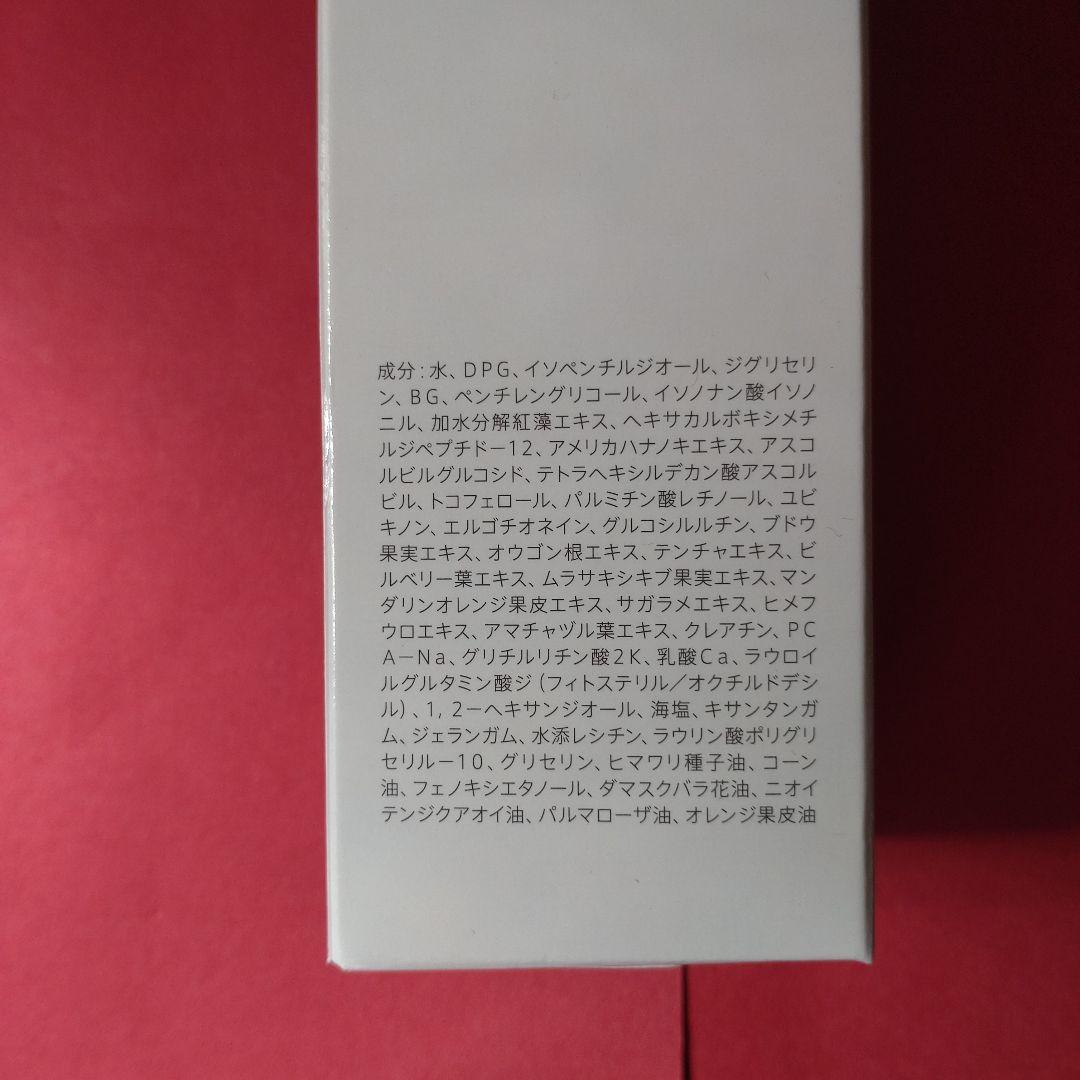 成分：水、DPG、イソペンチルジオール、ジグリセリ
ン、BG、ペンチレングリコール、イソノナン酸イソノ
ニル、加水分解紅藻エキス、ヘキサカルボキシメチ
ルジペプチドー12、アメリカハナノキエキス、アスコ
ルビルグルコシド、テトラヘキシルデカン酸アスコル
ビル、トコフェロール、パルミチン酸レチノール、ユビ
キノン、エルゴチオネイン、グルコシルルチン、ブドウ
果実エキス、オウゴン根エキス、テンチャエキス、ビ
ルベリー葉エキス、ムラサキシキブ果実エキス、マン
ダリンオレンジ果皮エキス、サガラメエキス、ヒメフ
ウロエキス、アマチャヅル葉エキス、クレアチン、PC
AーNa、グリチルリチン酸2K、乳酸Ca、ラウロイ
ルグルタミン酸ジ（フィトステリル／オクチルドデシ
ル）、1，2ーヘキサンジオール、海塩、キサンタンガ
ム、ジェランガム、水添レシチン、ラウリン酸ポリグリ
セリルー10、グリセリン、ヒマワリ種子油、コーン
油、フェノキシエタノール、ダマスクバラ花油、ニオイ
テンジクアオイ油、パルマローザ油、オレンジ果皮油